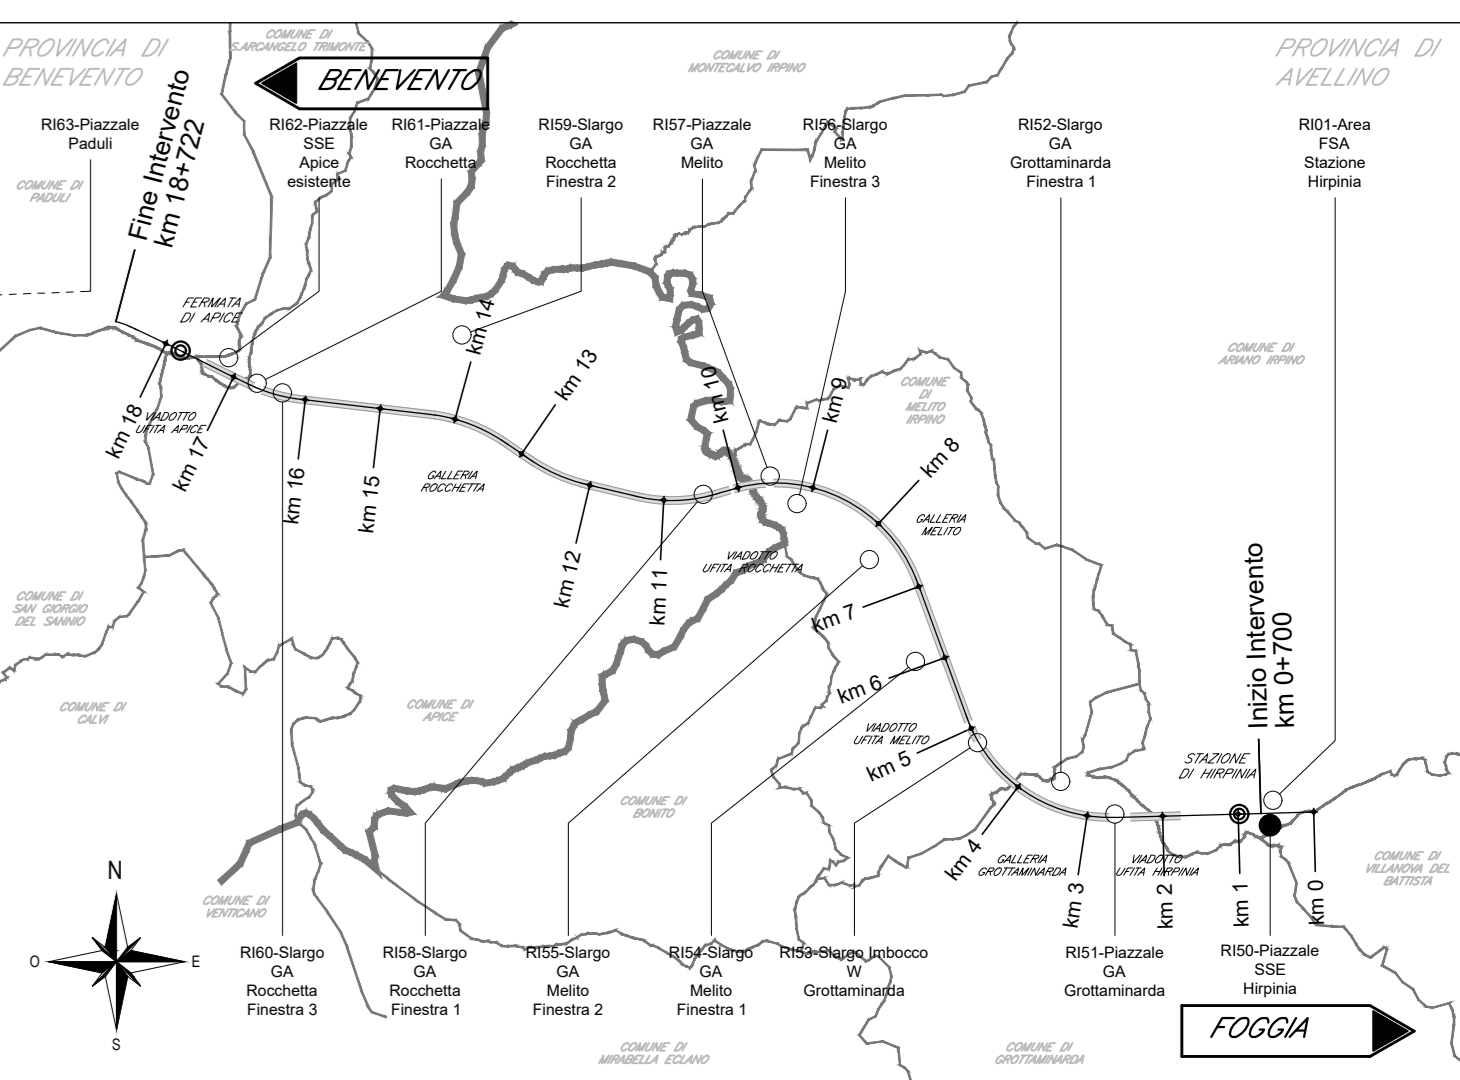 PROVINCIA DI
BENEVENTO
COMUNE DI
S.ARCANGELO TRIMONTE
BENEVENTO
COMUNE DI
MONTECALVO IRPINO
PROVINCIA DI
AVELLINO
RI63-Piazzale
Paduli
Fine Intervento
km 18+722
RI62-Piazzale
SSE
Apice
esistente
RI61-Piazzale
GA
Rocchetta
RI59-Slargo
GA
Rocchetta
Finestra 2
RI57-Piazzale
GA
Melito
RI56-Slargo
GA
Melito
Finestra 3
RI52-Slargo
GA
Grottaminarda
Finestra 1
RI01-Area
FSA
Stazione
Hirpinia
COMUNE DI
PADULI
FERMATA
DI APICE
km 18
VIADOTTO
UFITA APICE
km 17
km 16
km 15
km 14
km 13
GALLERIA
ROCCHETTA
km 12
km 11
km 10
km 9
km 8
COMUNE
DI
MELITO
IRPINO
COMUNE DI
ARIANO IRPINO
GALLERIA
MELITO
VIADOTTO
UFITA ROCCHETTA
km 7
km 6
VIADOTTO
UFITA MELITO
km 5
COMUNE DI
SAN GIORGIO
DEL SANNIO
COMUNE DI
CALVI
COMUNE DI
APICE
COMUNE DI
BONITO
Inizio Intervento
km 0+700
STAZIONE
DI HIRPINIA
km 4
GALLERIA
GROTTAMINARDA
km 3
VIADOTTO
UFITA HIRPINIA
km 2
km 1
km 0
COMUNE DI
VILLANOVA DEL
BATTISTA
COMUNE DI
VENTICANO
N
O
E
S
RI60-Slargo
GA
Rocchetta
Finestra 3
RI58-Slargo
GA
Rocchetta
Finestra 1
RI55-Slargo
GA
Melito
Finestra 2
RI54-Slargo
GA
Melito
Finestra 1
RI53-Slargo Imbocco
W
Grottaminarda
RI51-Piazzale
GA
Grottaminarda
RI50-Piazzale
SSE
Hirpinia
FOGGIA
COMUNE DI
MIRABELLA ECLANO
COMUNE DI
GROTTAMINARDA